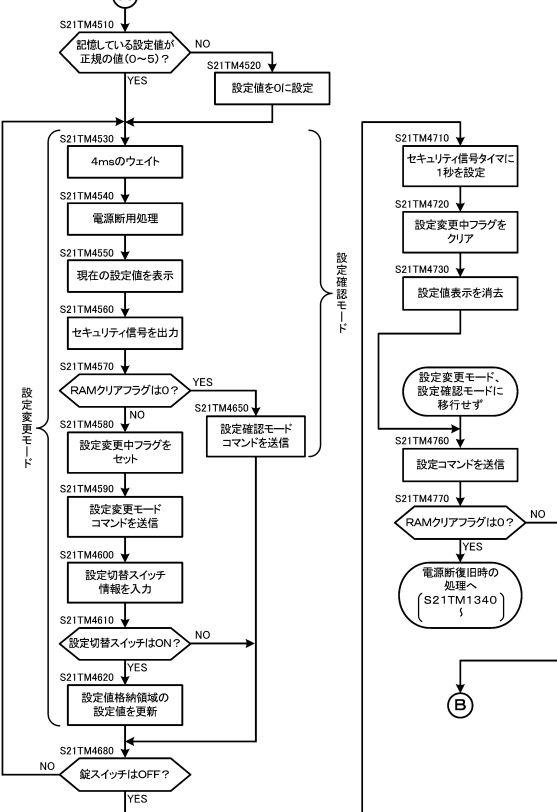 S21TM4510
記憶している設定値が
正規の値(0～5)？
NO
YES
S21TM4520
設定値を0に設定
S21TM4530
4msのウェイト
S21TM4540
電源断用処理
S21TM4550
現在の設定値を表示
S21TM4560
セキュリティ信号を出力
S21TM4570
RAMクリアフラグは0？
YES
NO
S21TM4580
設定変更中フラグを
セット
S21TM4590
設定変更モード
コマンドを送信
S21TM4600
設定切替スイッチ
情報を入力
S21TM4610
設定切替スイッチはON？
NO
YES
S21TM4620
設定値格納領域の
設定値を更新
S21TM4650
設定確認モード
コマンドを送信
設定変更モード
設定確認モード
S21TM4680
錠スイッチはOFF？
NO
YES
S21TM4710
セキュリティ信号タイマに
1秒を設定
S21TM4720
設定変更中フラグを
クリア
S21TM4730
設定値表示を消去
設定変更モード、
設定確認モードに
移行せず
S21TM4760
設定コマンドを送信
S21TM4770
RAMクリアフラグは0？
NO
YES
電源断復旧時の
処理へ
S21TM1340
～
B